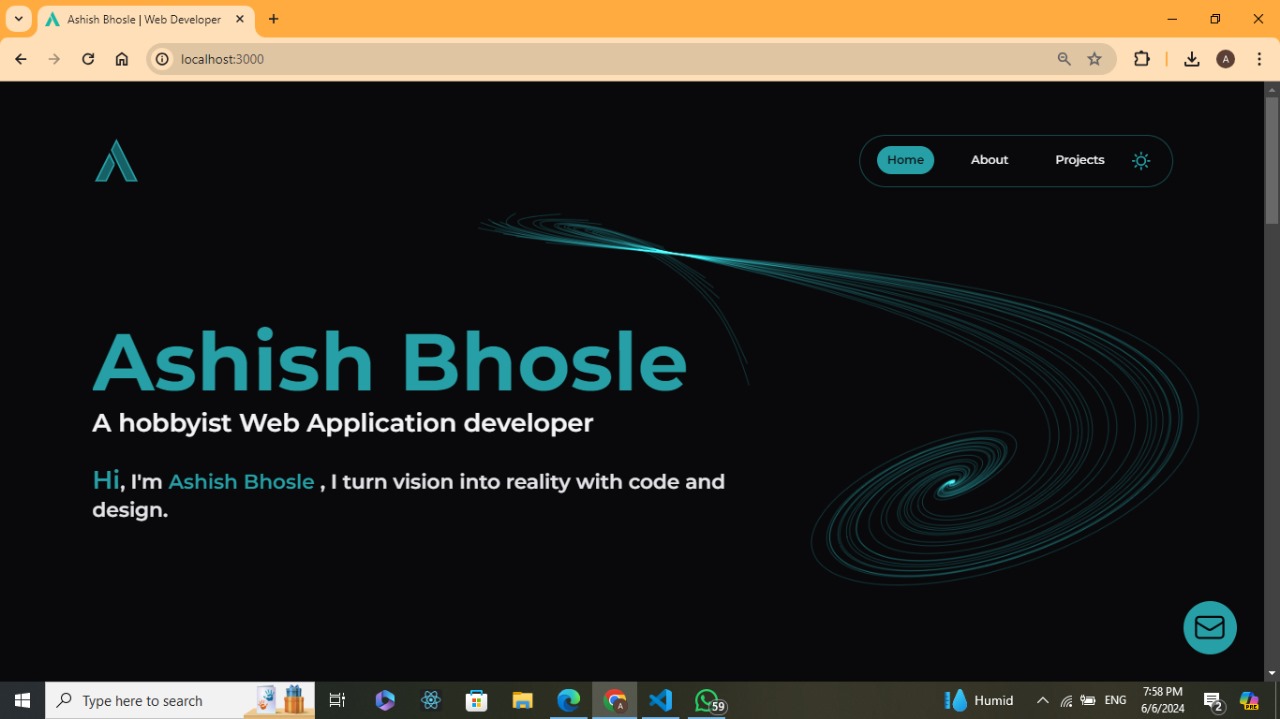 Ashish Bhosle | Web Developer
localhost:3000
A
Home About Projects
Ashish Bhosle
A hobbyist Web Application developer
Hi, I'm Ashish Bhosle , I turn vision into reality with code and
design.
Type here to search
A
59
Humid
ENG
7:58 PM
6/6/2024
2
PRE